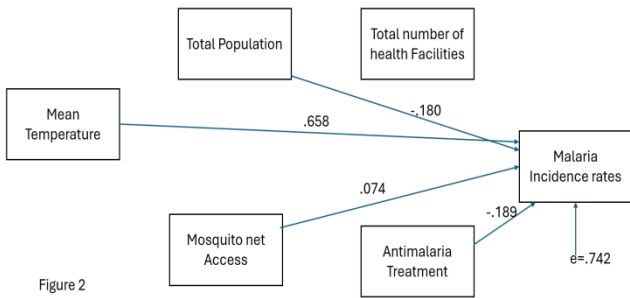 Total Population
Total number of
health Facilities
Mean
Temperature
.658
-.180
Malaria
Incidence rates
.074
-.189
Mosquito net
Access
Antimalaria
Treatment
e=.742
Figure 2